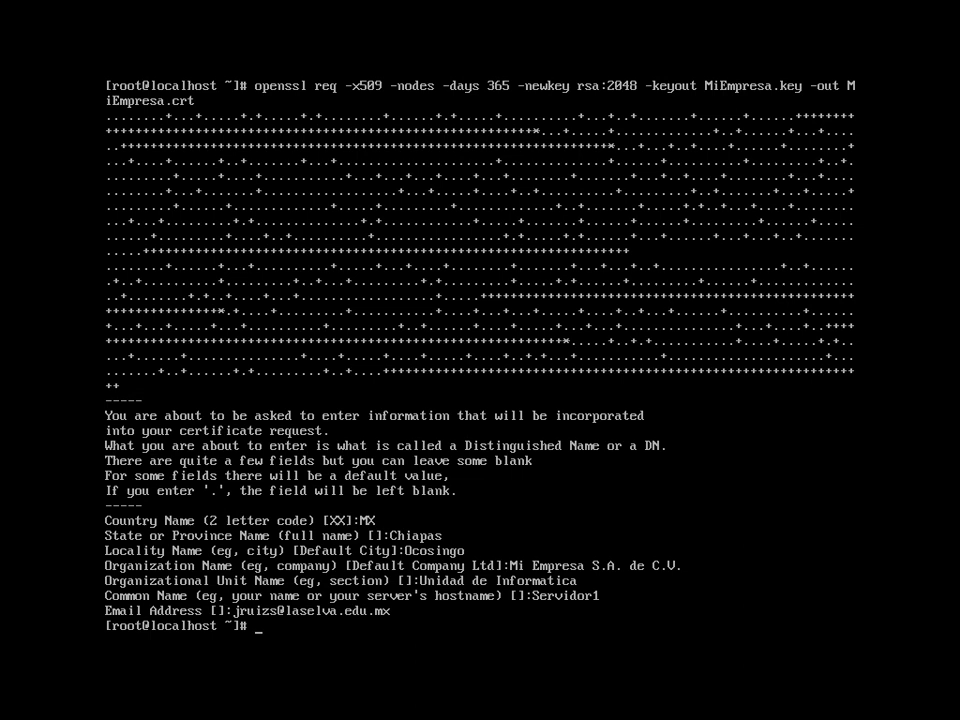 [root@localhost ~]# openssl req -x509 -nodes -days 365 -newkey rsa:2048 -keyout MiEmpresa.key -out M
iEmpresa.crt
-----
You are about to be asked to enter information that will be incorporated
into your certificate request.
What you are about to enter is what is called a Distinguished Name or a DN.
There are quite a few fields but you can leave some blank
For some fields there will be a default value,
If you enter '.', the field will be left blank.
-----
Country Name (2 letter code) [XX]:MX
State or Province Name (full name) []:Chiapas
Locality Name (eg, city) [Default City]:Ocosingo
Organization Name (eg, company) [Default Company Ltd]:Mi Empresa S.A. de C.V.
Organizational Unit Name (eg, section) []:Unidad de Informatica
Common Name (eg, your name or your server's hostname) []:Servidor1
Email Address []:jruizs@laselva.edu.mx
[root@localhost ~]# _